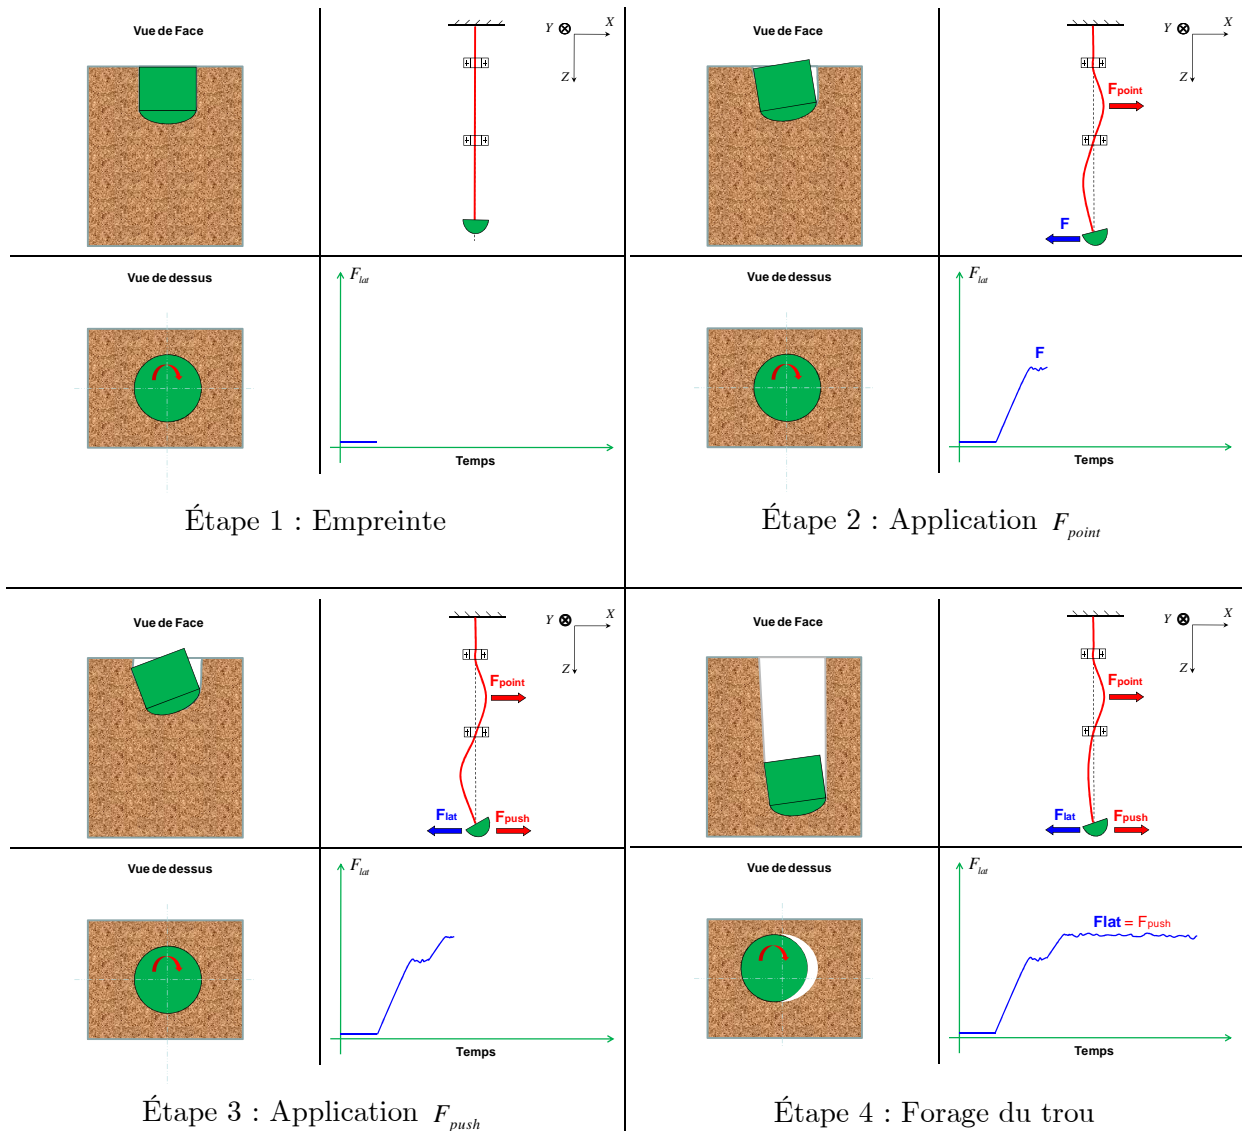 Vue de Face
Y
X
Z
Vue de dessus
F_lat
Temps
Étape 1 : Empreinte
Vue de Face
Y
X
Z
F_point
F
Vue de dessus
F_lat
F
Temps
Étape 2 : Application F_point
Vue de Face
Y
X
Z
F_point
F_lat
F_push
Vue de dessus
F_lat
Temps
Étape 3 : Application F_push
Vue de Face
Y
X
Z
F_point
F_lat
F_push
Vue de dessus
F_lat
Flat = F_push
Temps
Étape 4 : Forage du trou